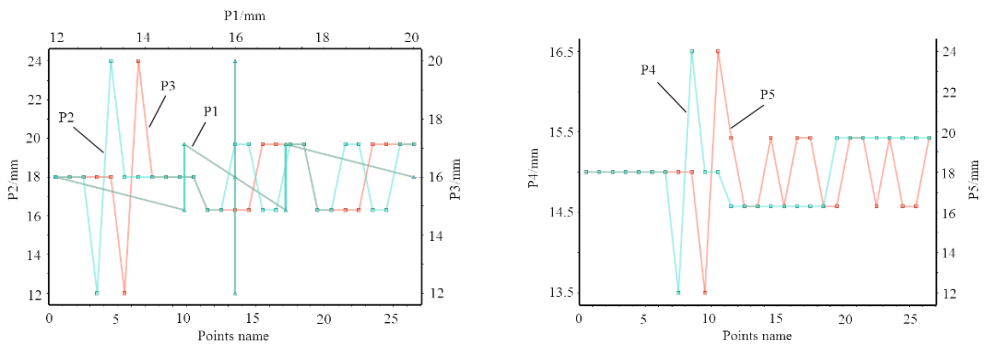 P1/mm
12 14 16 18 20
24 20
22
20 18
18 16
16
14 14
12 12
P2/mm
P3/mm
P2
P3
P1
0 5 10 15 20 25
Points name
16.5 24
22
15.5 20
18
14.5 16
14
13.5 12
P4/mm
P5/mm
P4
P5
0 5 10 15 20 25
Points name